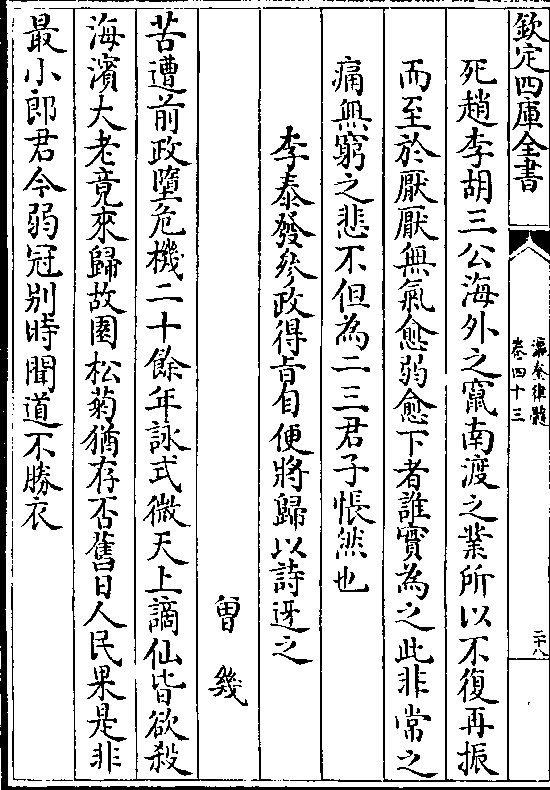 欽定四庫全書
瀛奎律髓
卷四十三
二十八
死趙李胡三公海外之竄南渡之業所以不復再振
而至於厭厭無氣愈弱愈下者誰實為之此非常之
痛無窮之悲不但為二三君子悵然也
李泰發參政得旨自便將歸以詩迓之
曾幾
苦遭前政墮危機二十餘年詠式微天上謫仙皆欲殺
海濱大老竟來歸故園松菊猶存否舊日人民果是非
最小郎君今弱冠别時聞道不勝衣